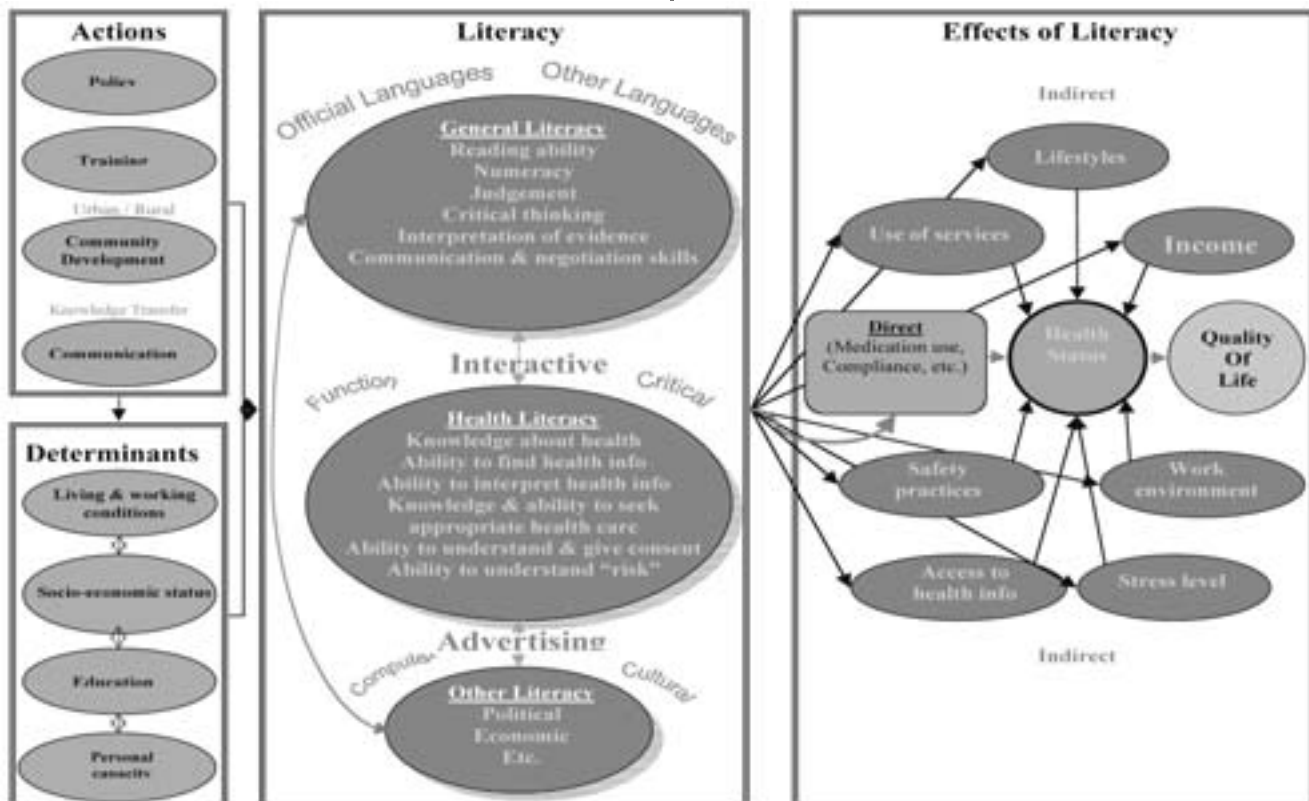 Actions
Policy
Training
Urban / Rural
Community
Development
Knowledge Transfer
Communication
Determinants
Living & working
conditions
Socio-economic status
Education
Personal
capacity
Literacy
Official Languages
Other Languages
General Literacy
Reading ability
Numeracy
Judgement
Critical thinking
Interpretation of evidence
Communication & negotiation skills
Interactive
Function
Critical
Health Literacy
Knowledge about health
Ability to find health info
Ability to interpret health info
Knowledge & ability to seek
appropriate health care
Ability to understand & give consent
Ability to understand “risk”
Advertising
Compute
Cultural
Other Literacy
Political
Economic
Etc.
Effects of Literacy
Indirect
Lifestyles
Use of services
Income
Direct
(Medication use,
Compliance, etc.)
Health
Status
Quality
Of
Life
Safety
practices
Work
environment
Access to
health info
Stress level
Indirect